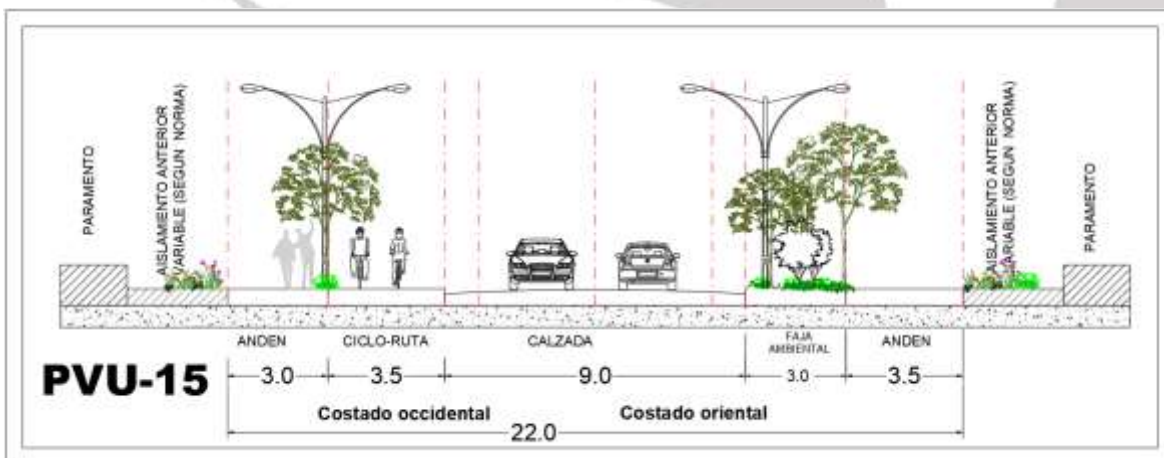 PARAMENTO
AISLAMIENTO ANTERIOR
VARIABLE (SEGUN NORMA)
AISLAMIENTO ANTERIOR
VARIABLE (SEGUN NORMA)
PARAMENTO
ANDEN
CICLO-RUTA
CALZADA
FAJA
AMBIENTAL
ANDEN
PVU-15
3.0
3.5
9.0
3.0
3.5
Costado occidental
Costado oriental
22.0